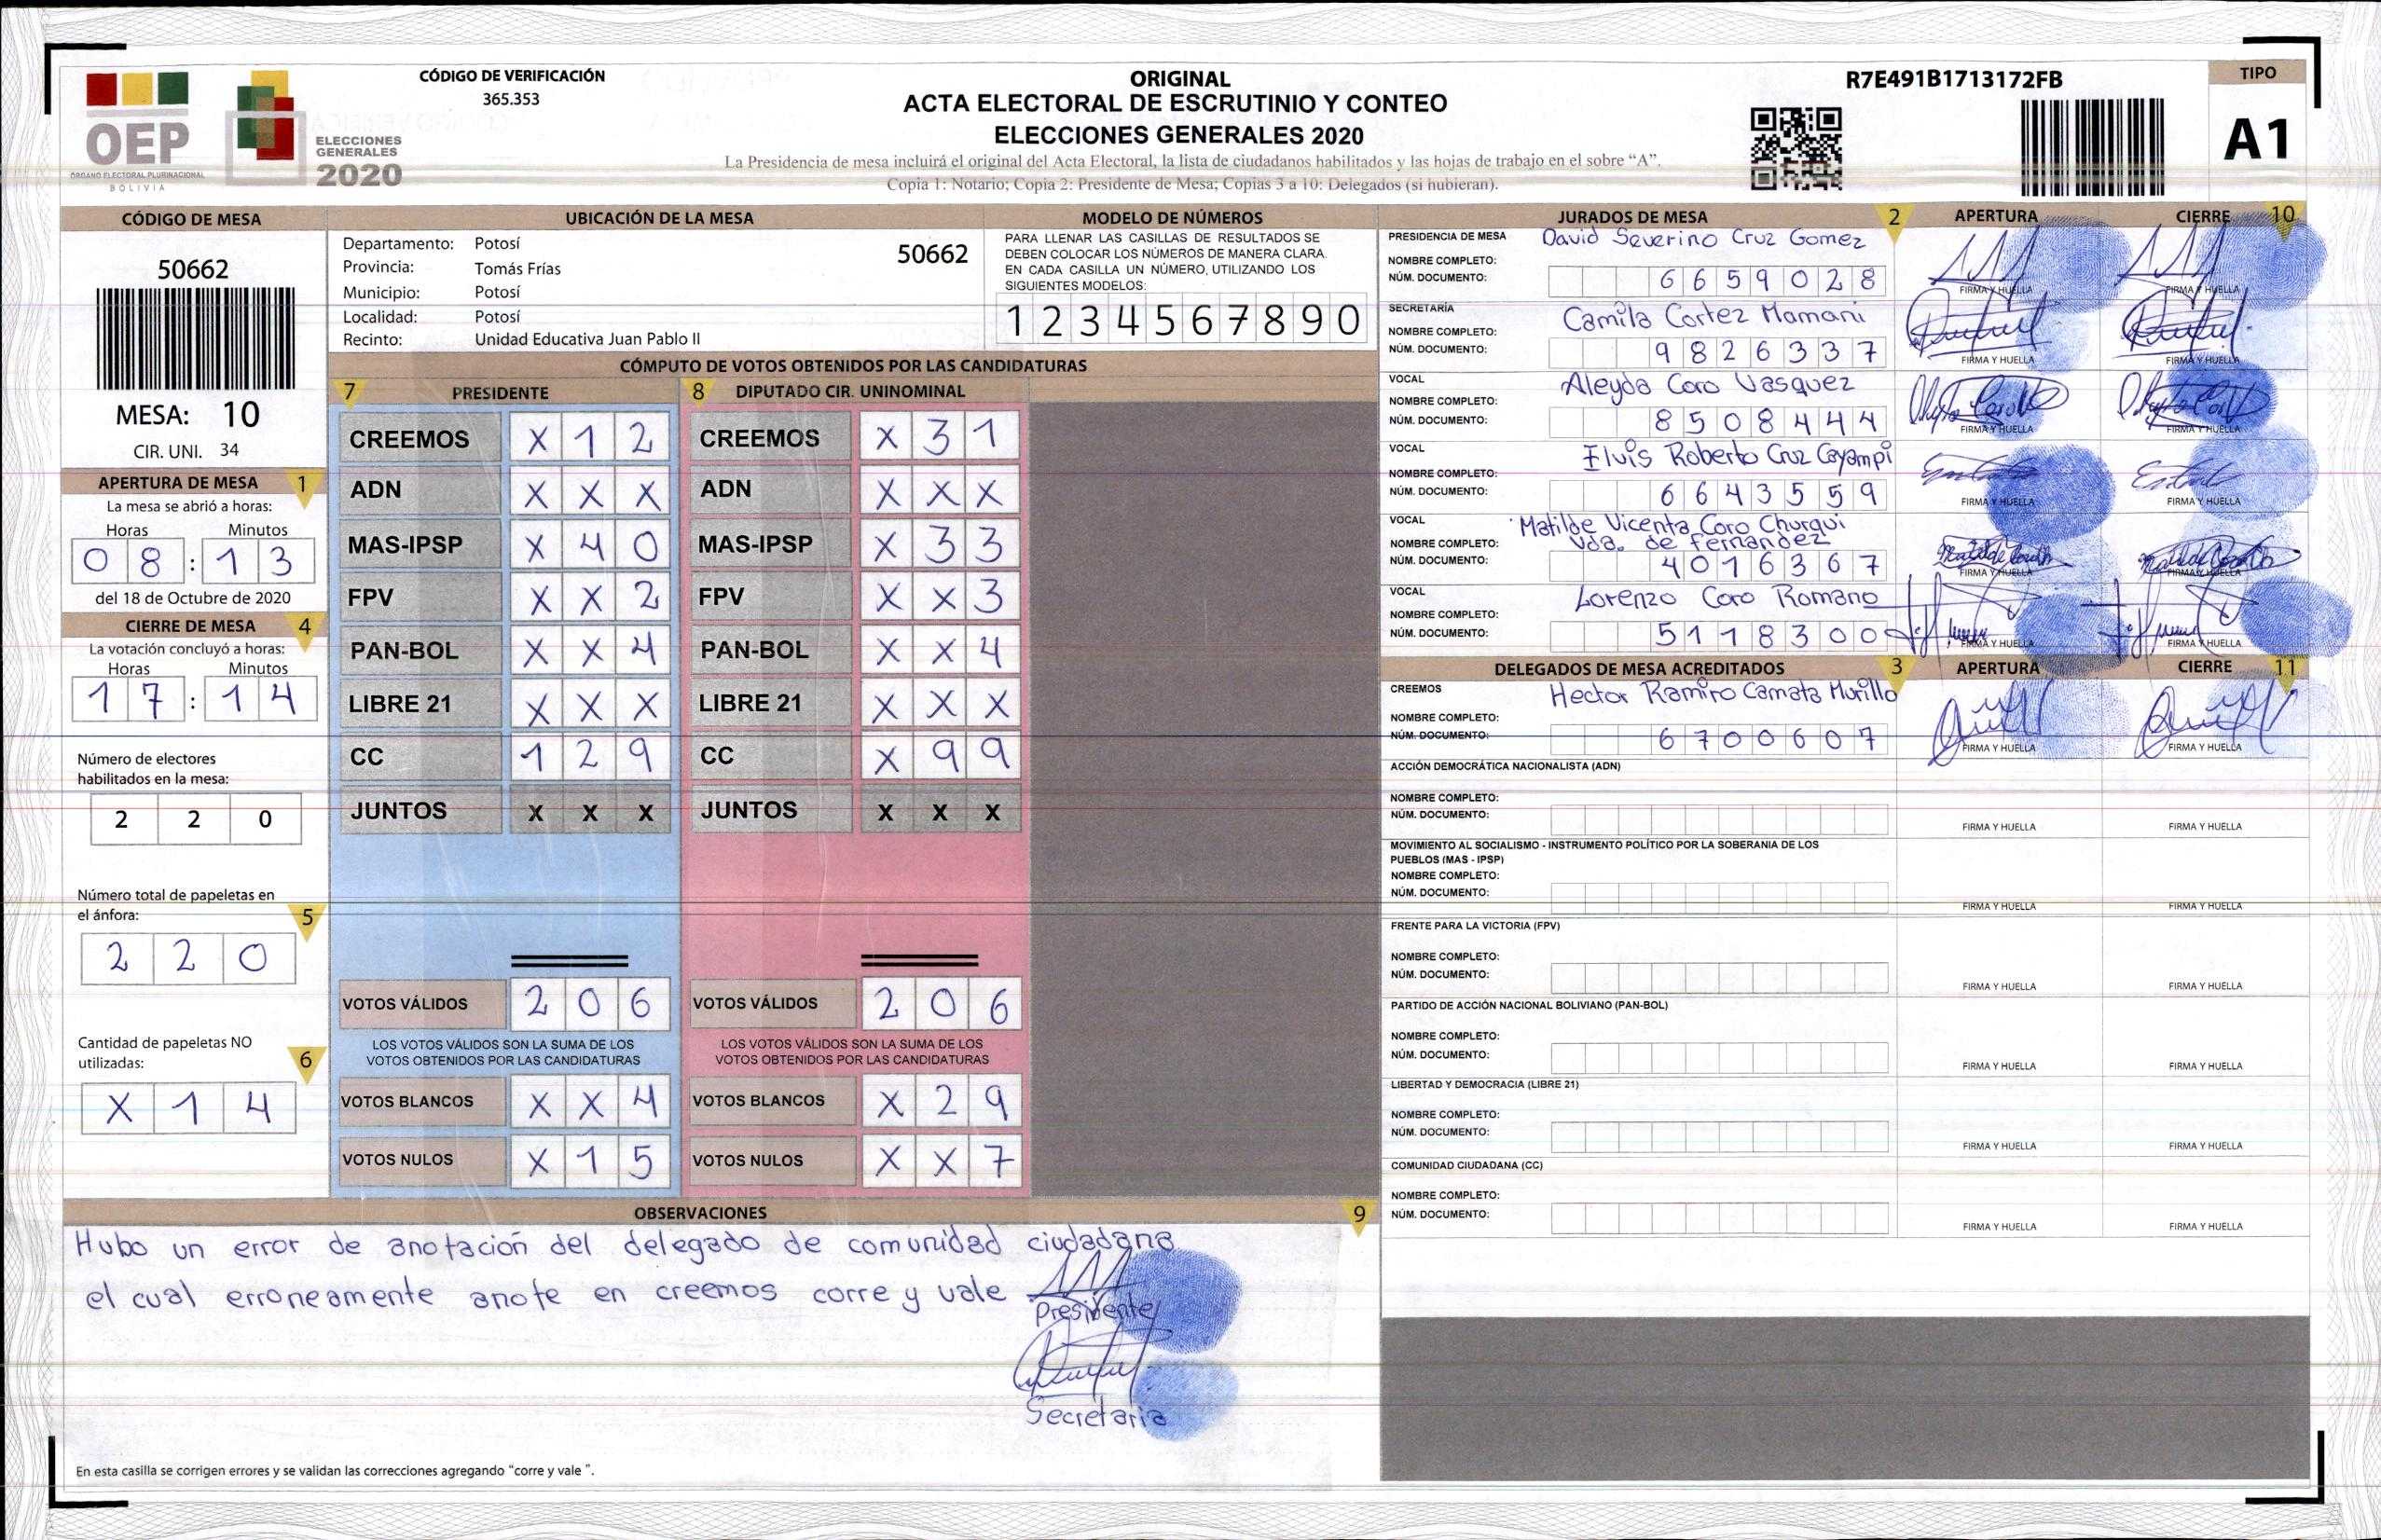 CÓDIGO DE VERIFICACIÓN
365.353
OEP
ÓRGANO ELECTORAL PLURINACIONAL
BOLIVIA
ELECCIONES
GENERALES
2020
ORIGINAL
ACTA ELECTORAL DE ESCRUTINIO Y CONTEO
ELECCIONES GENERALES 2020
La Presidencia de mesa incluirá el original del Acta Electoral, la lista de ciudadanos habilitados y las hojas de trabajo en el sobre “A”.
Copia 1: Notario; Copia 2: Presidente de Mesa; Copias 3 a 10: Delegados (si hubieran).
R7E491B1713172FB
TIPO
A1
CÓDIGO DE MESA
50662
MESA: 10
CIR. UNI. 34
APERTURA DE MESA 1
La mesa se abrió a horas:
Horas Minutos
0 8 : 1 3
del 18 de Octubre de 2020
CIERRE DE MESA 4
La votación concluyó a horas:
Horas Minutos
1 7 : 1 4
Número de electores
habilitados en la mesa:
2 2 0
Número total de papeletas en
el ánfora: 5
2 2 0
Cantidad de papeletas NO
utilizadas: 6
X 1 4
UBICACIÓN DE LA MESA
Departamento: Potosí 50662
Provincia: Tomás Frías
Municipio: Potosí
Localidad: Potosí
Recinto: Unidad Educativa Juan Pablo II
MODELO DE NÚMEROS
PARA LLENAR LAS CASILLAS DE RESULTADOS SE
DEBEN COLOCAR LOS NÚMEROS DE MANERA CLARA.
EN CADA CASILLA UN NÚMERO, UTILIZANDO LOS
SIGUIENTES MODELOS:
1 2 3 4 5 6 7 8 9 0
CÓMPUTO DE VOTOS OBTENIDOS POR LAS CANDIDATURAS
7 PRESIDENTE
CREEMOS X 1 2
ADN X X X
MAS-IPSP X 4 0
FPV X X 2
PAN-BOL X X 4
LIBRE 21 X X X
CC 1 2 9
JUNTOS X X X
VOTOS VÁLIDOS 2 0 6
LOS VOTOS VÁLIDOS SON LA SUMA DE LOS
VOTOS OBTENIDOS POR LAS CANDIDATURAS
VOTOS BLANCOS X X 4
VOTOS NULOS X 1 5
8 DIPUTADO CIR. UNINOMINAL
CREEMOS X 3 1
ADN X X X
MAS-IPSP X 3 3
FPV X X 3
PAN-BOL X X 4
LIBRE 21 X X X
CC X 9 9
JUNTOS X X X
VOTOS VÁLIDOS 2 0 6
LOS VOTOS VÁLIDOS SON LA SUMA DE LOS
VOTOS OBTENIDOS POR LAS CANDIDATURAS
VOTOS BLANCOS X 2 9
VOTOS NULOS X X 7
JURADOS DE MESA 2 APERTURA CIERRE 10
PRESIDENCIA DE MESA David Severino Cruz Gomez
NOMBRE COMPLETO:
NÚM. DOCUMENTO: 6 6 5 9 0 2 8
FIRMA Y HUELLA FIRMA Y HUELLA
SECRETARÍA Camila Cortez Mamani
NOMBRE COMPLETO:
NÚM. DOCUMENTO: 9 8 2 6 3 3 7
FIRMA Y HUELLA FIRMA Y HUELLA
VOCAL Aleyda Coro Vasquez
NOMBRE COMPLETO:
NÚM. DOCUMENTO: 8 5 0 8 4 4 4
FIRMA Y HUELLA FIRMA Y HUELLA
VOCAL Elvis Roberto Cruz Cayampi
NOMBRE COMPLETO:
NÚM. DOCUMENTO: 6 6 4 3 5 5 9
FIRMA Y HUELLA FIRMA Y HUELLA
VOCAL Matilde Vicenta Coro Churqui
NOMBRE COMPLETO: Vda. de Fernandez
NÚM. DOCUMENTO: 4 0 1 6 3 6 7
FIRMA Y HUELLA FIRMA Y HUELLA
VOCAL Lorenzo Coro Romano
NOMBRE COMPLETO:
NÚM. DOCUMENTO: 5 1 1 8 3 0 0
FIRMA Y HUELLA FIRMA Y HUELLA
DELEGADOS DE MESA ACREDITADOS 3 APERTURA CIERRE 11
CREEMOS Hector Ramiro Camata Murillo
NOMBRE COMPLETO:
NÚM. DOCUMENTO: 6 7 0 0 6 0 7
FIRMA Y HUELLA FIRMA Y HUELLA
ACCIÓN DEMOCRÁTICA NACIONALISTA (ADN)
NOMBRE COMPLETO:
NÚM. DOCUMENTO:
FIRMA Y HUELLA FIRMA Y HUELLA
MOVIMIENTO AL SOCIALISMO - INSTRUMENTO POLÍTICO POR LA SOBERANIA DE LOS
PUEBLOS (MAS - IPSP)
NOMBRE COMPLETO:
NÚM. DOCUMENTO:
FIRMA Y HUELLA FIRMA Y HUELLA
FRENTE PARA LA VICTORIA (FPV)
NOMBRE COMPLETO:
NÚM. DOCUMENTO:
FIRMA Y HUELLA FIRMA Y HUELLA
PARTIDO DE ACCIÓN NACIONAL BOLIVIANO (PAN-BOL)
NOMBRE COMPLETO:
NÚM. DOCUMENTO:
FIRMA Y HUELLA FIRMA Y HUELLA
LIBERTAD Y DEMOCRACIA (LIBRE 21)
NOMBRE COMPLETO:
NÚM. DOCUMENTO:
FIRMA Y HUELLA FIRMA Y HUELLA
COMUNIDAD CIUDADANA (CC)
NOMBRE COMPLETO:
NÚM. DOCUMENTO:
FIRMA Y HUELLA FIRMA Y HUELLA
OBSERVACIONES 9
Hubo un error de anotación del delegado de comunidad ciudadana
el cual erroneamente anote en creemos corre y vale
Presidente
Secretaria
En esta casilla se corrigen errores y se validan las correcciones agregando “corre y vale ”.